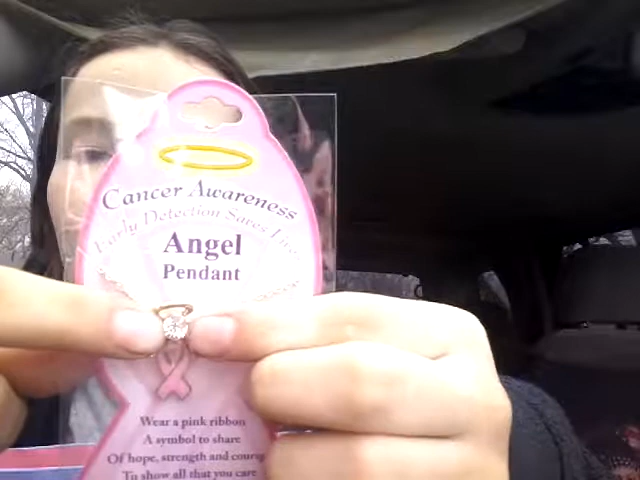 Cancer Awareness
Early Detection Saves
Angel
Pendant
Wear a pink ribbon
A symbol to share
Of hope, strength and
To show all that you care